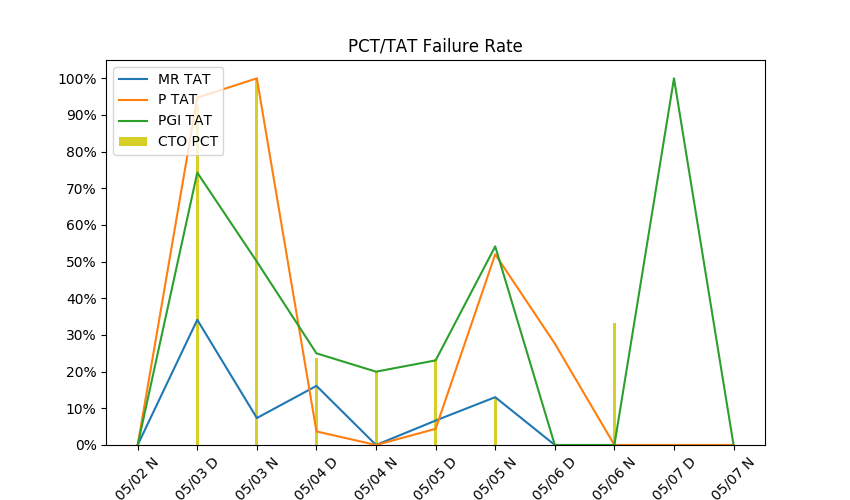 PCT/TAT Failure Rate
MR TAT
P TAT
PGI TAT
CTO PCT
100%
90%
80%
70%
60%
50%
40%
30%
20%
10%
0%
05/02 N
05/03 D
05/03 N
05/04 D
05/04 N
05/05 D
05/05 N
05/06 D
05/06 N
05/07 D
05/07 N